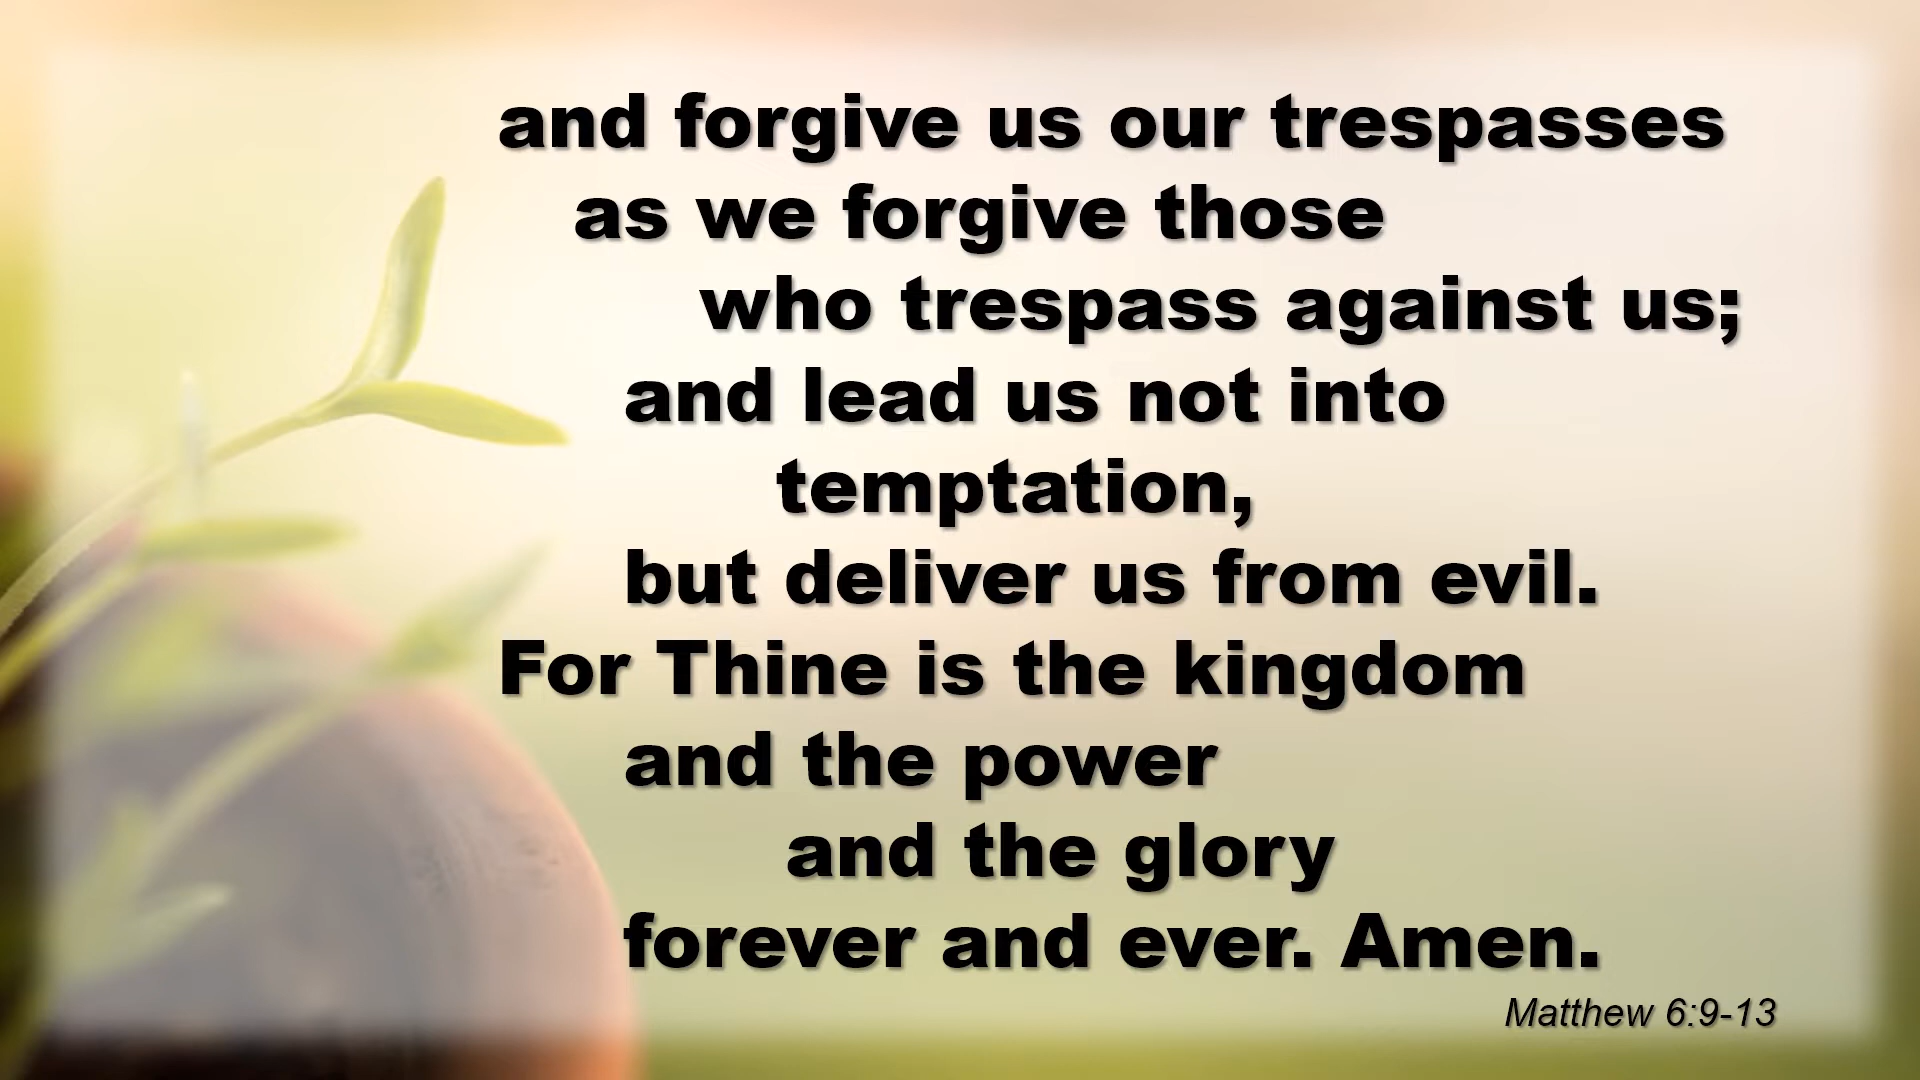 and forgive us our trespasses
as we forgive those
who trespass against us;
and lead us not into
temptation,
but deliver us from evil.
For Thine is the kingdom
and the power
and the glory
forever and ever. Amen.
Matthew 6:9-13